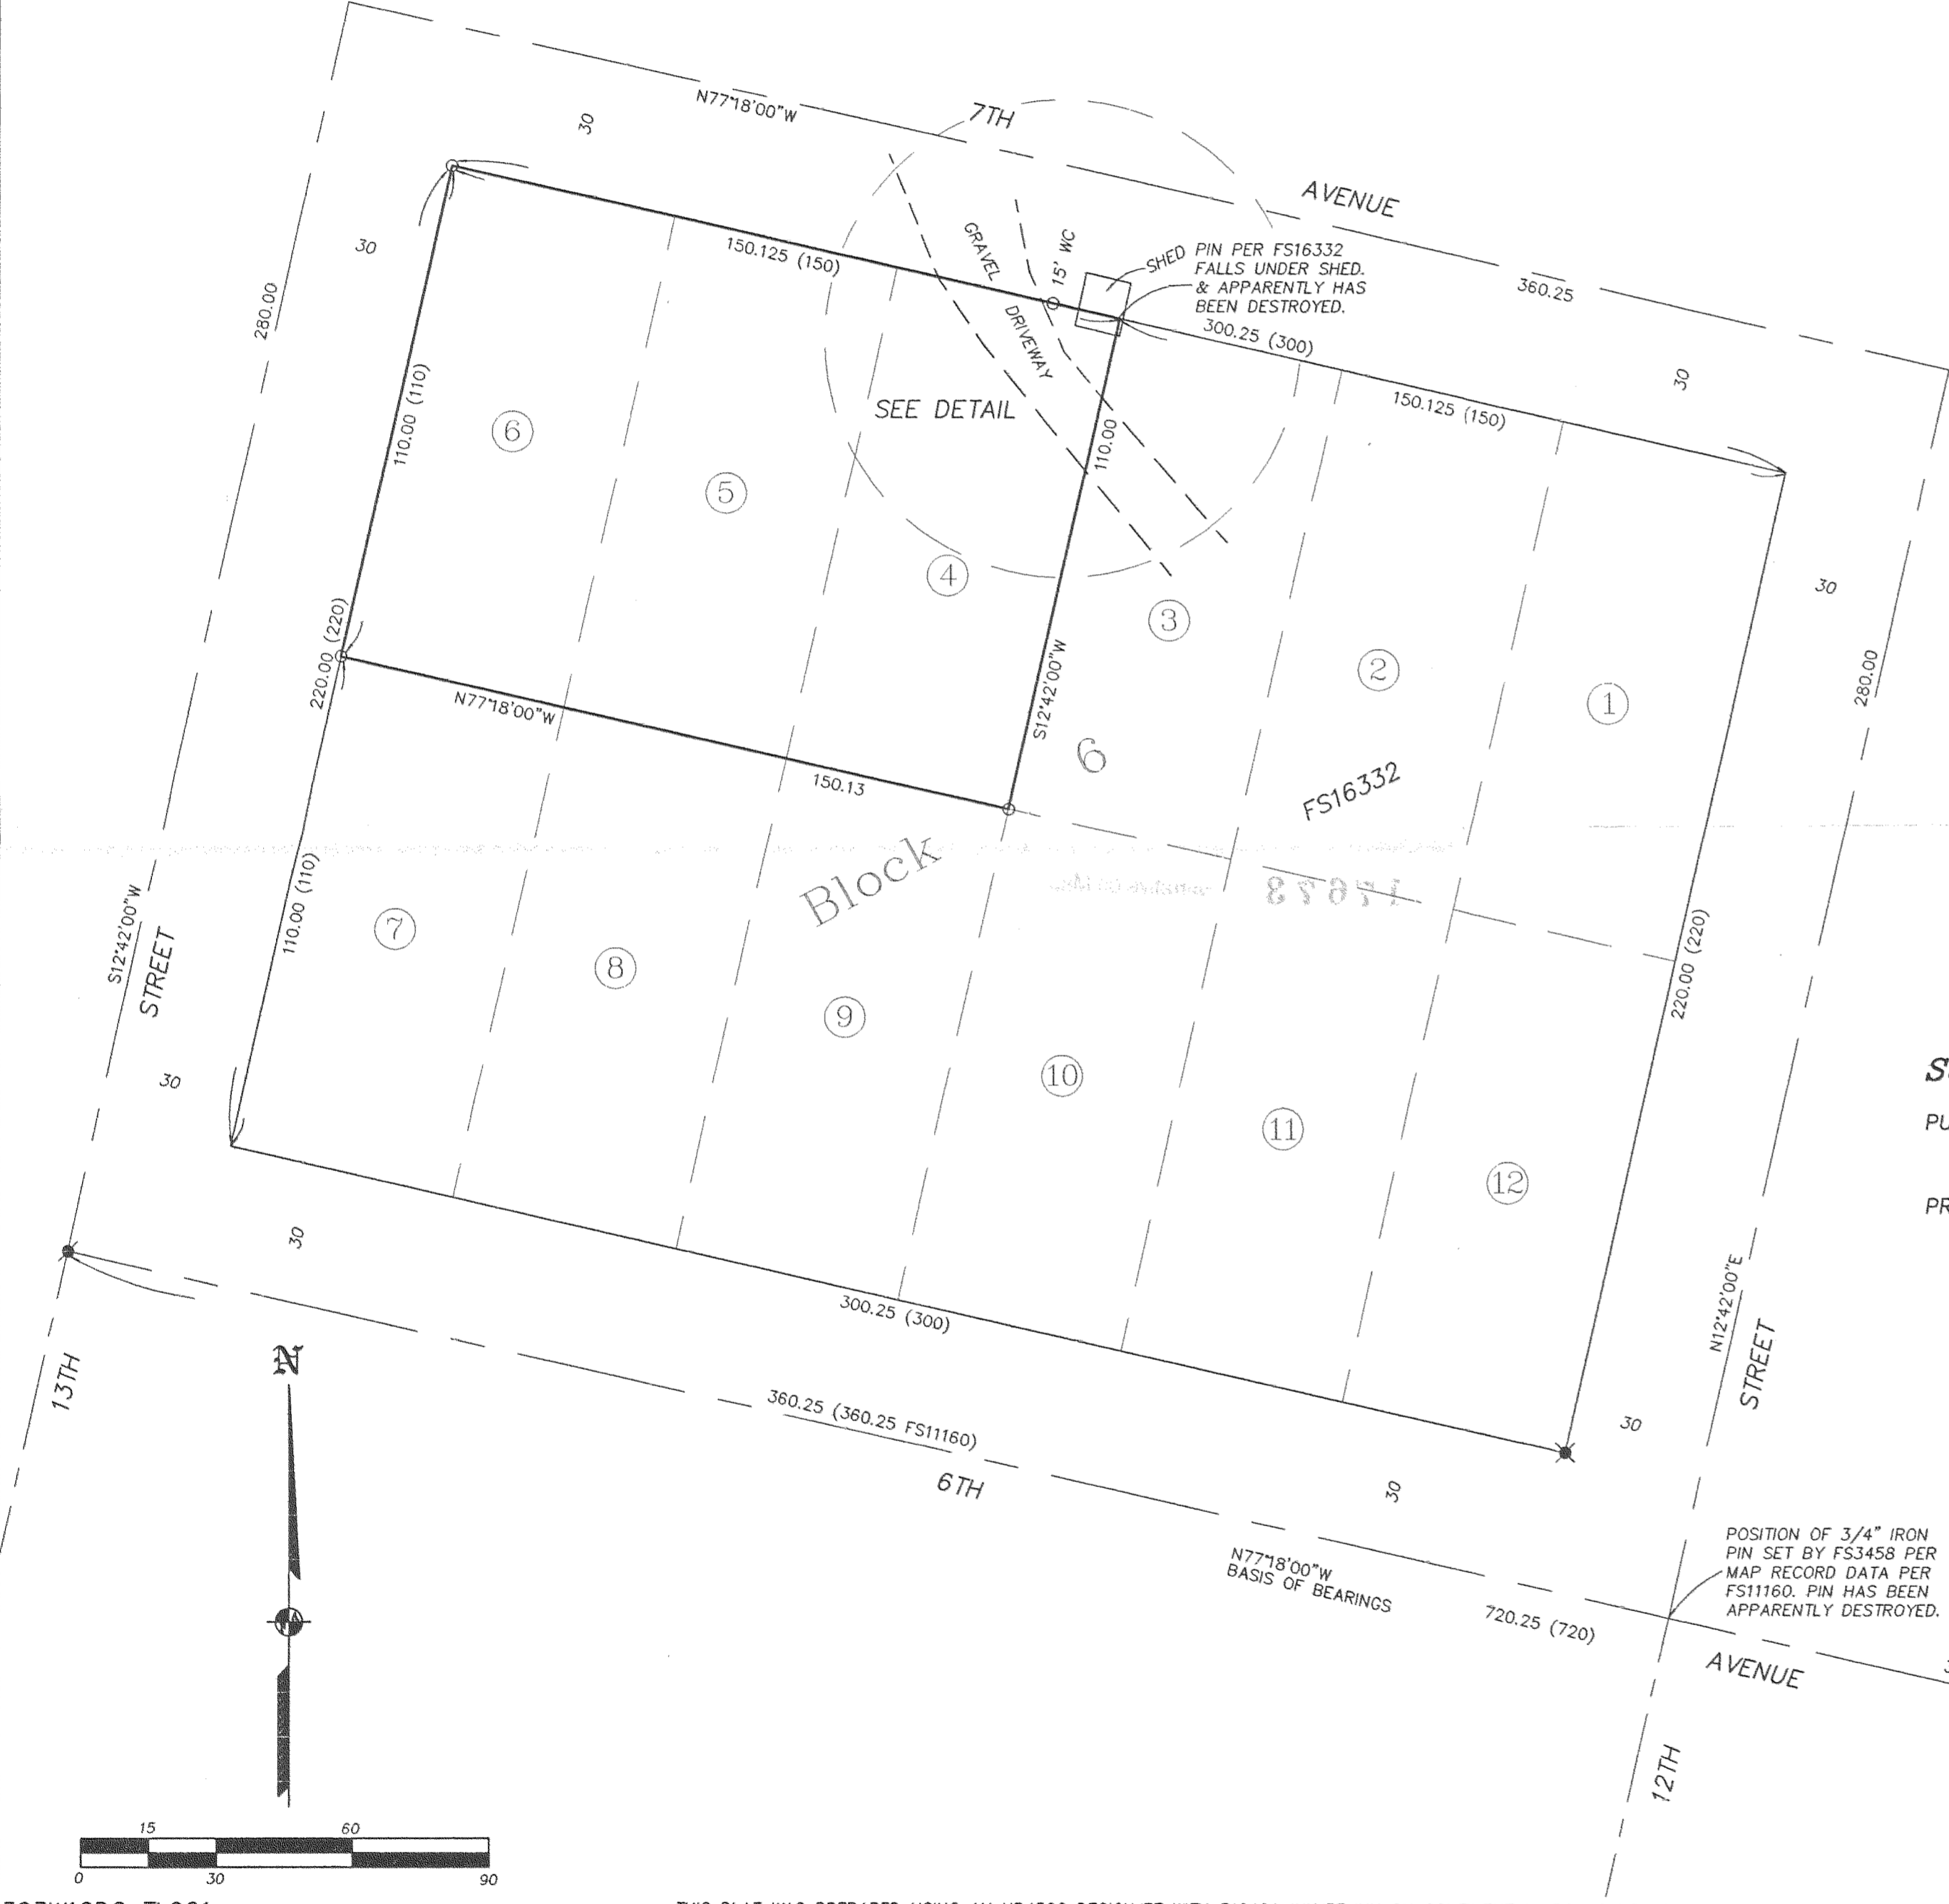 N77°18'00"W
7TH
AVENUE
360.25
30
30
30
280.00
150.125 (150)
GRAVEL
DRIVEWAY
15' WC
SHED
PIN PER FS16332
FALLS UNDER SHED.
& APPARENTLY HAS
BEEN DESTROYED.
300.25 (300)
150.125 (150)
30
110.00 (110)
SEE DETAIL
110.00
6
5
4
3
2
1
30
280.00
220.00 (220)
N77°18'00"W
150.13
S12°42'00"W
6
FS16332
Block
110.00 (110)
S12°42'00"W
STREET
220.00 (220)
7
8
9
10
11
12
30
30
PU
PR
300.25 (300)
N12°42'00"E
STREET
30
13TH
N
360.25 (360.25 FS11160)
6TH
30
N77°18'00"W
BASIS OF BEARINGS
720.25 (720)
POSITION OF 3/4" IRON
PIN SET BY FS3458 PER
MAP RECORD DATA PER
FS11160. PIN HAS BEEN
APPARENTLY DESTROYED.
AVENUE
12TH
15 60
0 30 90